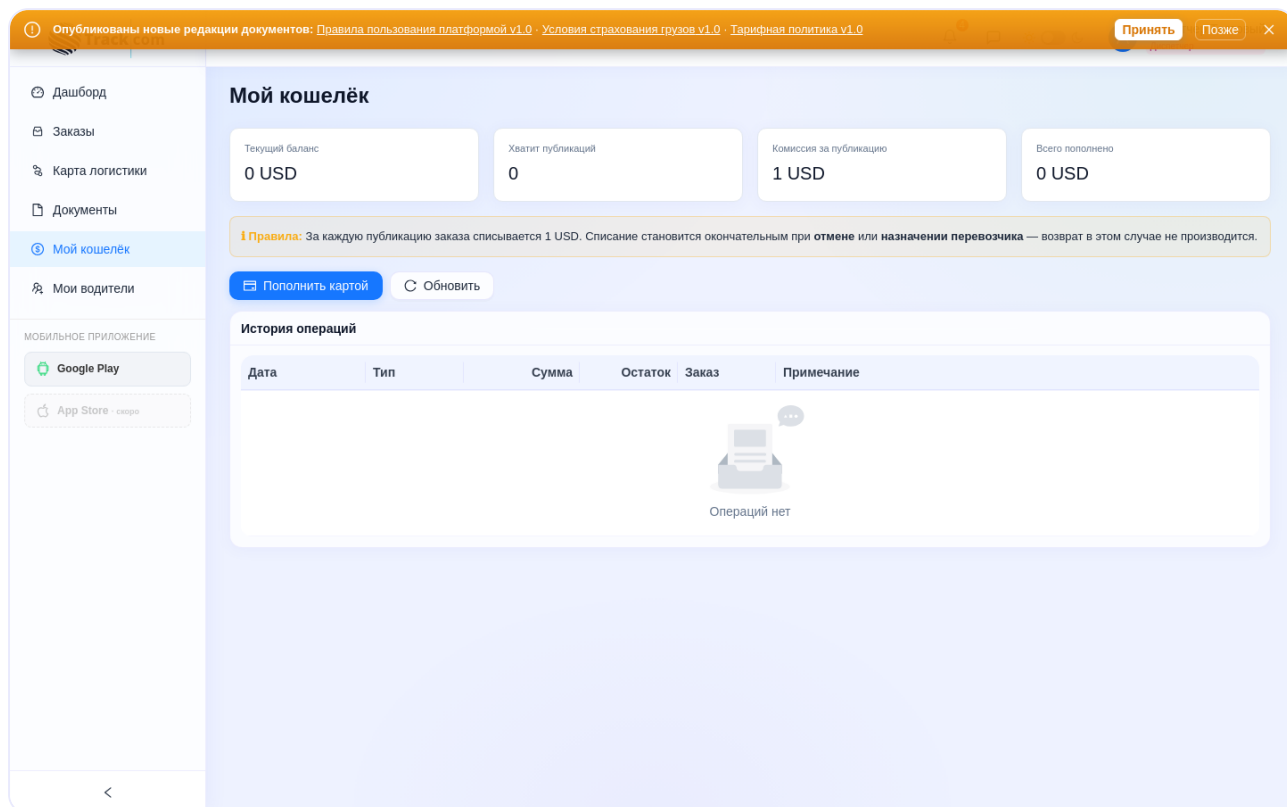 Опубликованы новые редакции документов: Правила пользования платформой v1.0 · Условия страхования грузов v1.0 · Тарифная политика v1.0
Принять
Позже
Track.com
Дашборд
Заказы
Карта логистики
Документы
Мой кошелёк
Мои водители
МОБИЛЬНОЕ ПРИЛОЖЕНИЕ
Google Play
App Store · скоро
Мой кошелёк
Текущий баланс
0 USD
Хватит публикаций
0
Комиссия за публикацию
1 USD
Всего пополнено
0 USD
ℹ Правила: За каждую публикацию заказа списывается 1 USD. Списание становится окончательным при отмене или назначении перевозчика — возврат в этом случае не производится.
Пополнить картой
Обновить
История операций
Дата Тип Сумма Остаток Заказ Примечание
Операций нет